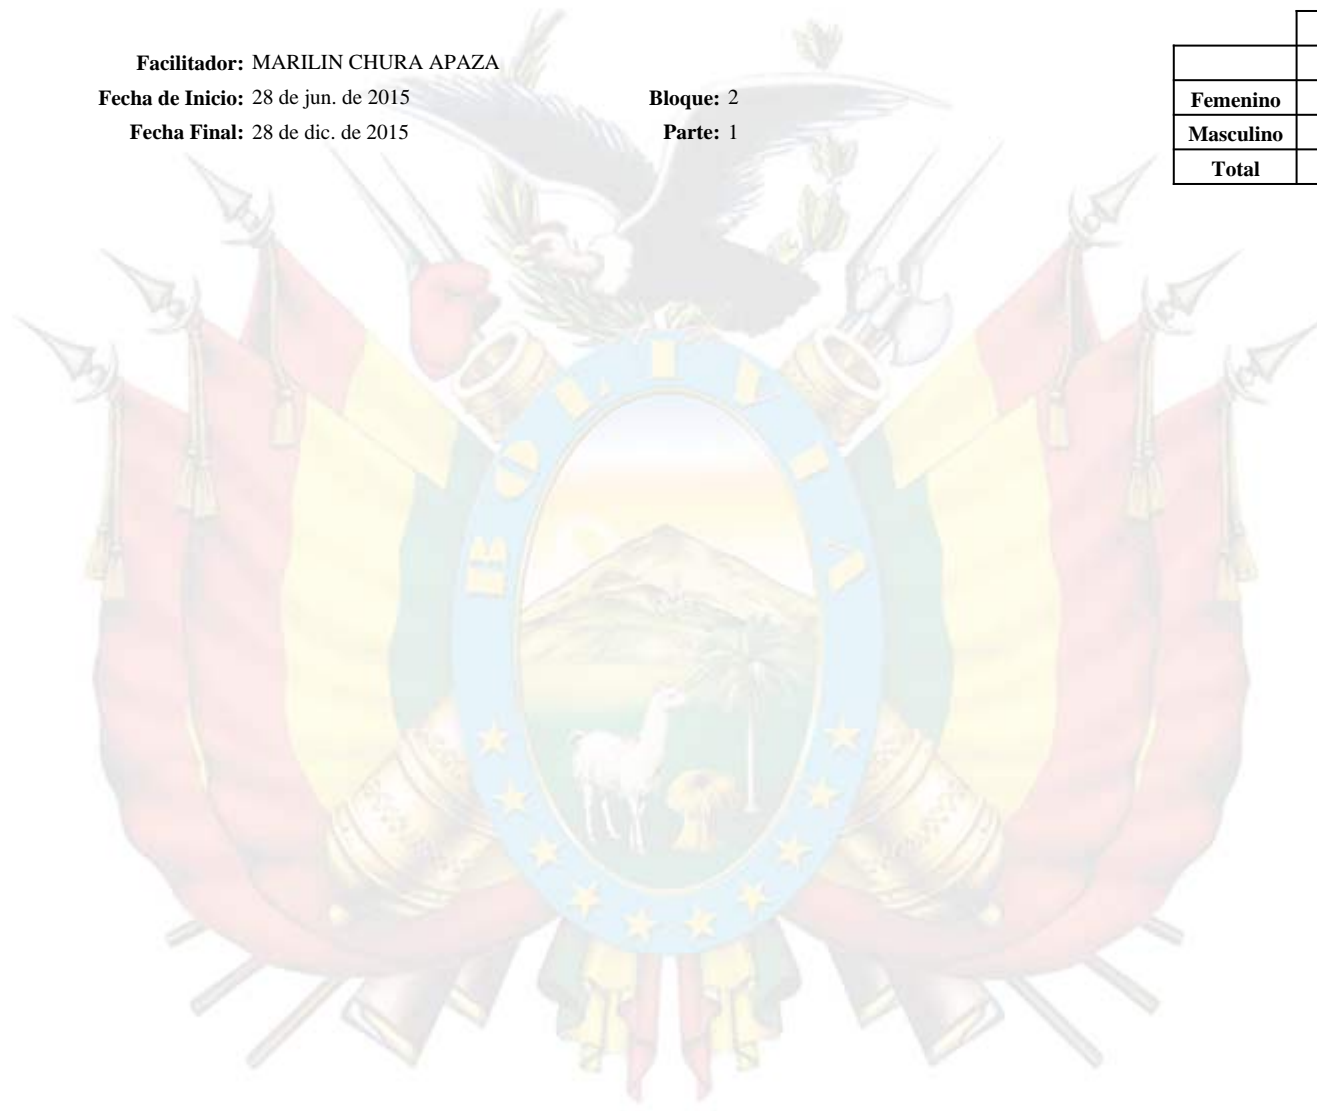 Facilitador: MARILIN CHURA APAZA
Fecha de Inicio: 28 de jun. de 2015 Bloque: 2
Fecha Final: 28 de dic. de 2015 Parte: 1
Femenino
Masculino
Total
BOLIVIA